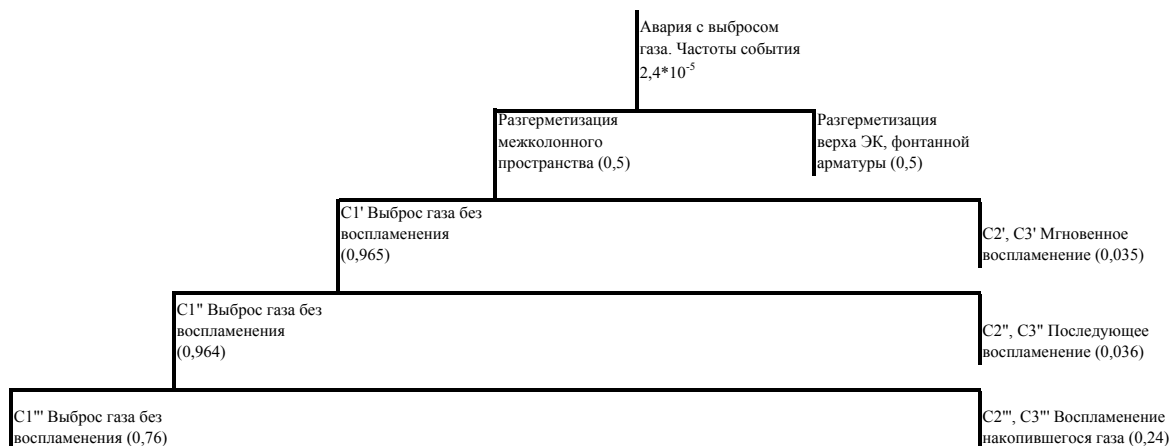 Авария с выбросом
газа. Частоты события
2,4*10⁻⁵
Разгерметизация
межколонного
пространства (0,5)
Разгерметизация
верха ЭК, фонтанной
арматуры (0,5)
C1' Выброс газа без
воспламенения
(0,965)
C2', C3' Мгновенное
воспламенение (0,035)
C1" Выброс газа без
воспламенения
(0,964)
C2", C3" Последующее
воспламенение (0,036)
C1"' Выброс газа без
воспламенения (0,76)
C2"', C3"' Воспламенение
накопившегося газа (0,24)